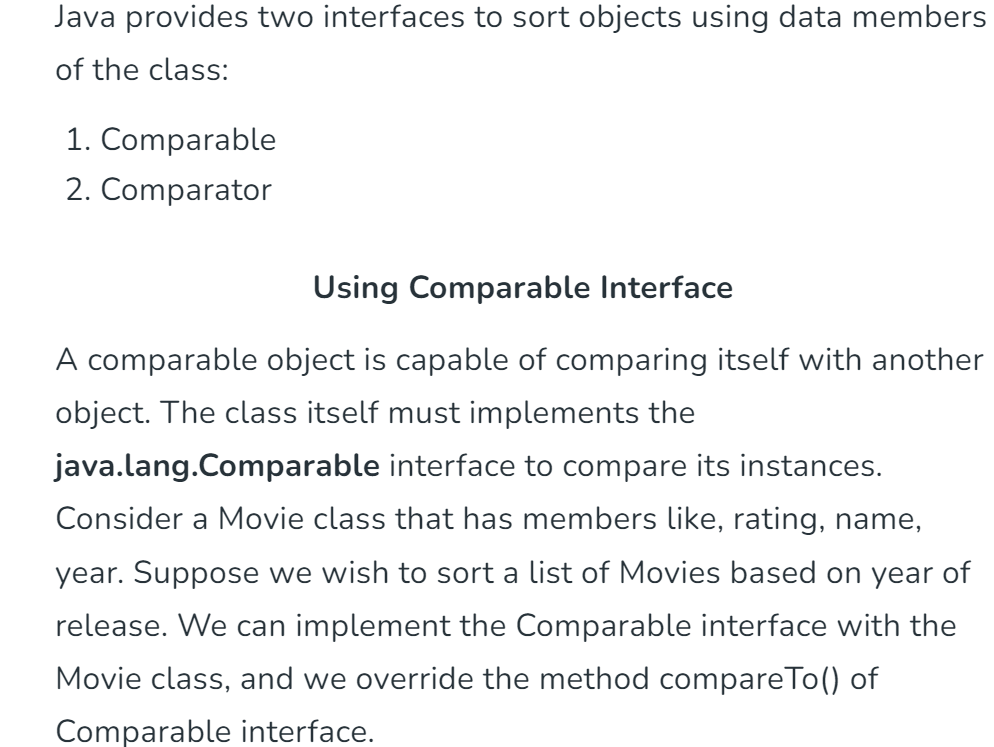 Java provides two interfaces to sort objects using data members
of the class:
1. Comparable
2. Comparator
Using Comparable Interface
A comparable object is capable of comparing itself with another
object. The class itself must implements the
java.lang.Comparable interface to compare its instances.
Consider a Movie class that has members like, rating, name,
year. Suppose we wish to sort a list of Movies based on year of
release. We can implement the Comparable interface with the
Movie class, and we override the method compareTo() of
Comparable interface.